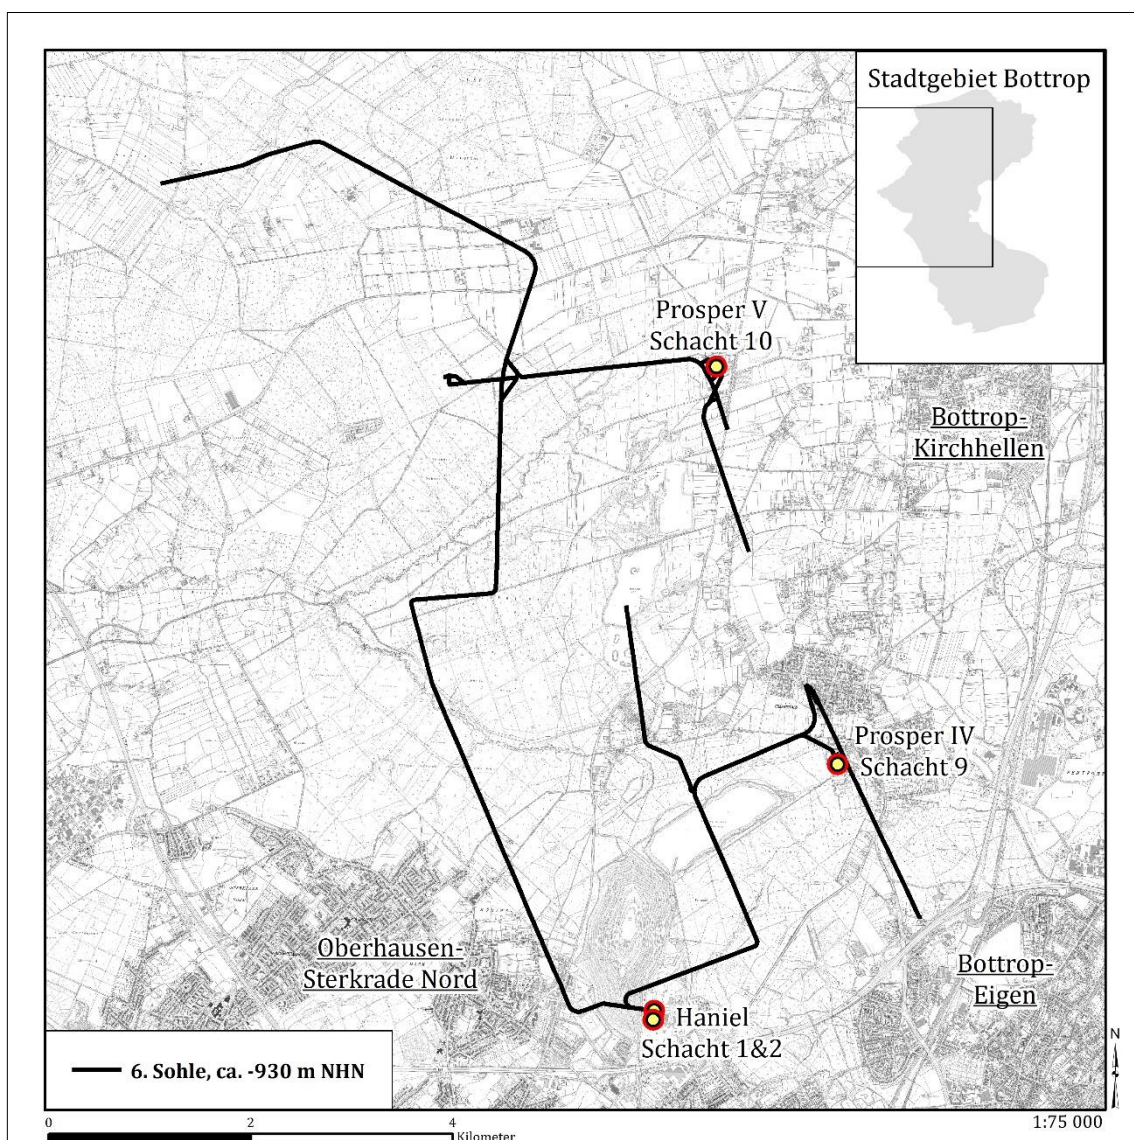 Stadtgebiet Bottrop
Prosper V
Schacht 10
Bottrop-
Kirchhellen
Prosper IV
Schacht 9
Oberhausen-
Sterkrade Nord
Bottrop-
Eigen
Haniel
Schacht 1&2
6. Sohle, ca. -930 m NHN
N
0 2 4
Kilometer
1:75 000